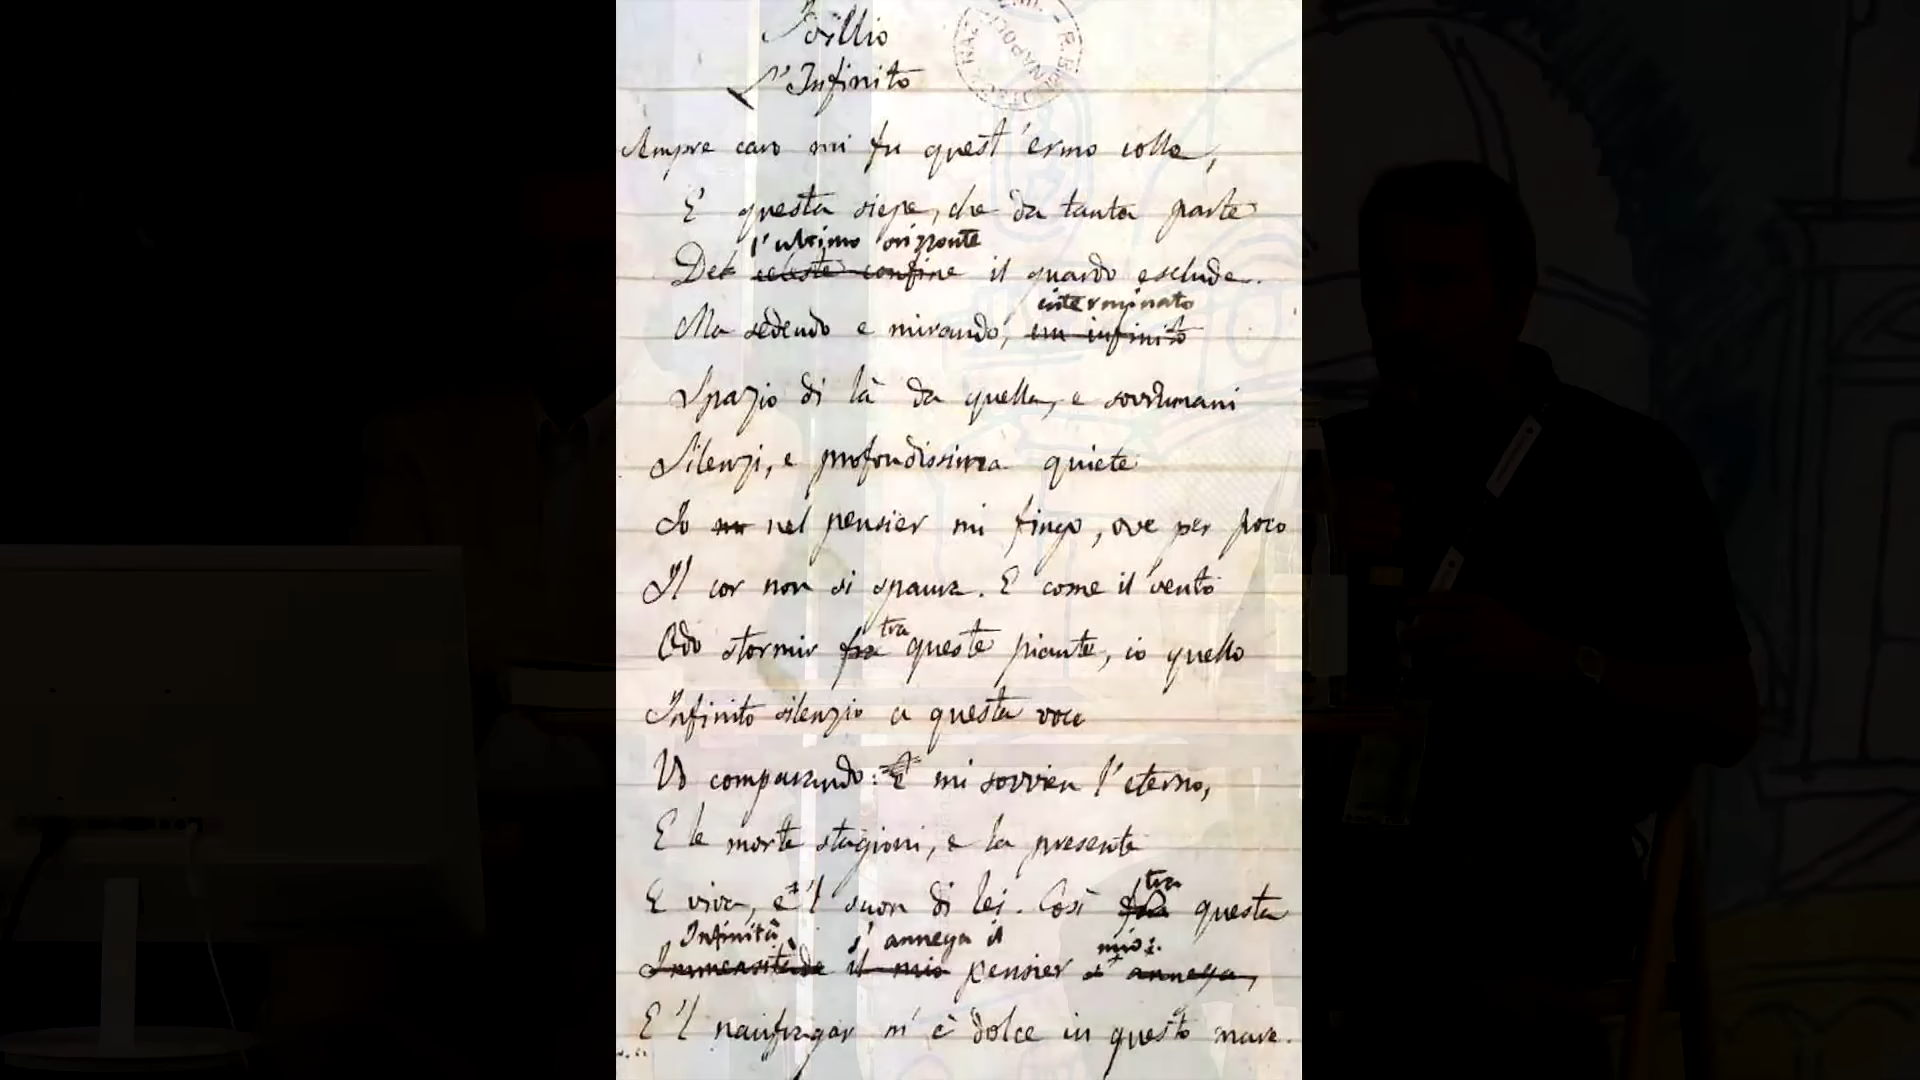 Idillio
L'Infinito
Sempre caro mi fu quest'ermo colle,
E questa siepe, che da tanta parte
l'ultimo orizzonte
Del celeste confine il guardo esclude.
interminato
Ma sedendo e mirando, un infinito
Spazio di là da quella, e sovrumani
Silenzi, e profondissima quiete
Io nel pensier mi fingo, ove per poco
Il cor non si spaura. E come il vento
tra
Odo stormir fra queste piante, io quello
Infinito silenzio a questa voce
Vo comparando: E mi sovvien l'eterno,
E le morte stagioni, e la presente
tra
E viva, e 'l suon di lei. Così fra questa
Infinità s' annega il mio:
Immensitade il mio pensier s' annega,
E 'l naufragar m' è dolce in questo mare.